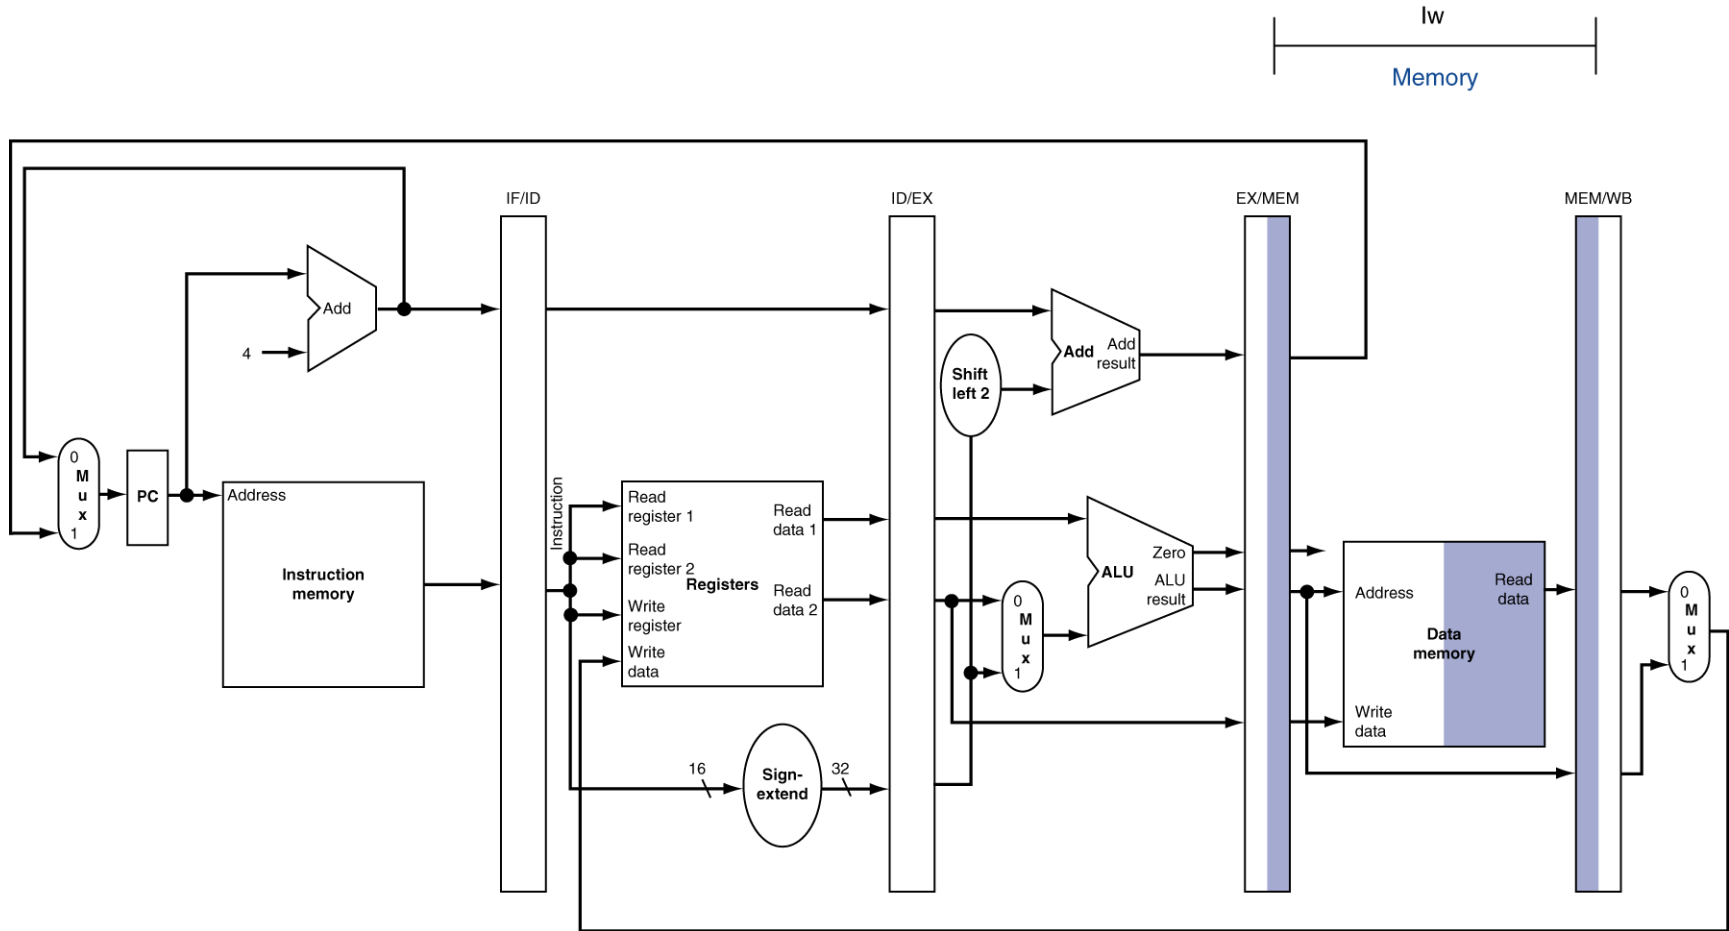 lw
Memory
IF/ID
ID/EX
EX/MEM
MEM/WB
Add
4
Add
Add
result
Shift
left 2
0
M
u
x
1
PC
Address
Instruction
memory
Instruction
Read
register 1
Read
register 2
Write
register
Write
data
Registers
Read
data 1
Read
data 2
16
Sign-
extend
32
0
M
u
x
1
ALU
Zero
ALU
result
Address
Read
data
Data
memory
Write
data
0
M
u
x
1